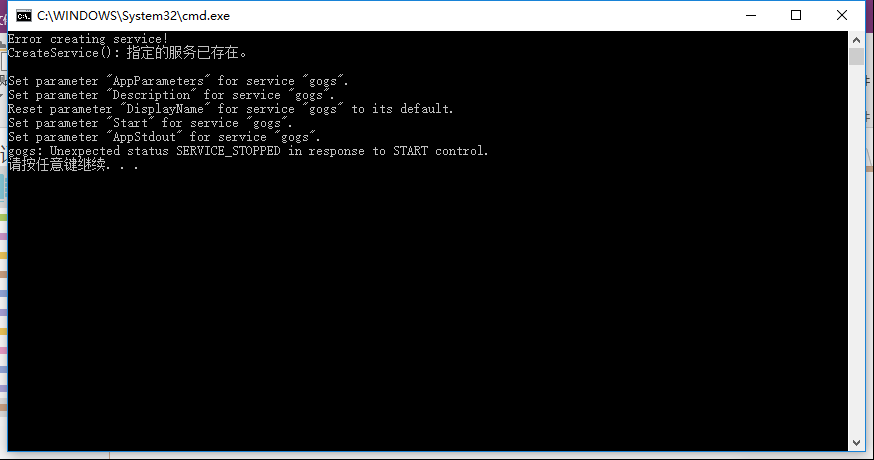 C:\WINDOWS\System32\cmd.exe
Error creating service!
CreateService(): 指定的服务已存在。
Set parameter "AppParameters" for service "gogs".
Set parameter "Description" for service "gogs".
Reset parameter "DisplayName" for service "gogs" to its default.
Set parameter "Start" for service "gogs".
Set parameter "AppStdout" for service "gogs".
gogs: Unexpected status SERVICE_STOPPED in response to START control.
请按任意键继续. . .